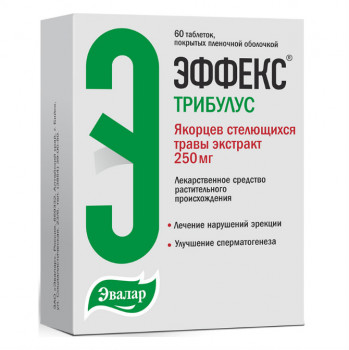 60 таблеток,
покрытых пленочной оболочкой
ЭФФЕКС®
ТРИБУЛУС
Якорцев стелющихся
травы экстракт
250 мг
Лекарственное средство
растительного
происхождения
• Лечение нарушений эрекции
• Улучшение сперматогенеза
Эвалар